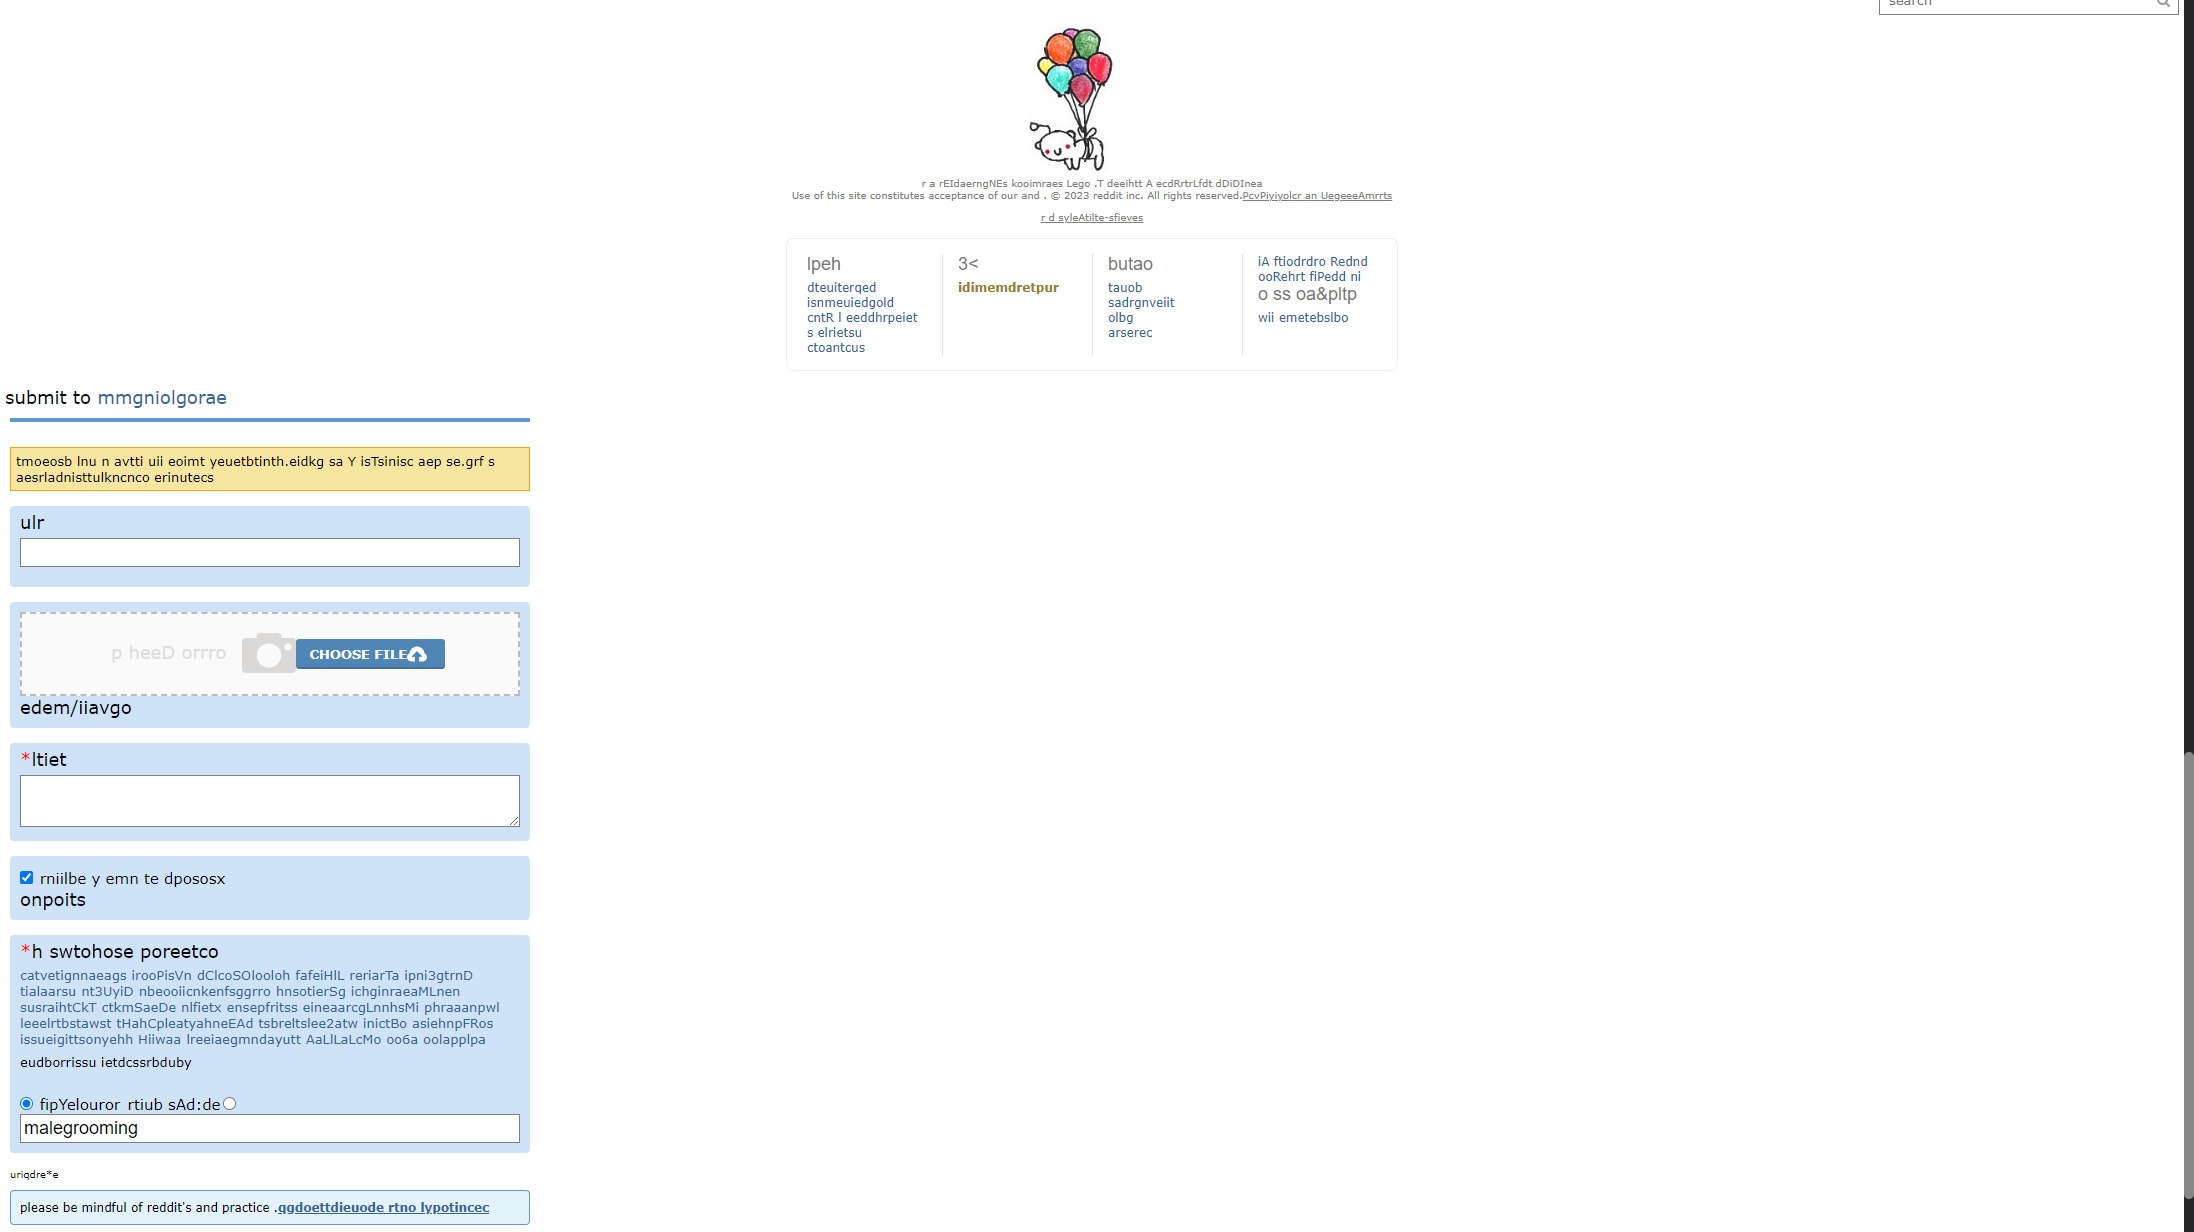 search
r a rEIdaerngNEs kooimraes Lego .T deeihtt A ecdRrtrLfdt dDiDInea
Use of this site constitutes acceptance of our and . © 2023 reddit inc. All rights reserved.PcvPiyiyolcr an UegeeeAmrrts
r d syleAtilte-sfieves
lpeh
dteuiterqed
isnmeuiedgold
cntR l eeddhrpeiet
s elrietsu
ctoantcus
3<
idimemdretpur
butao
tauob
sadrgnveiit
olbg
arserec
iA ftiodrdro Rednd
ooRehrt fiPedd ni
o ss oa&pltp
wii emetebslbo
submit to mmgniolgorae
tmoeosb lnu n avtti uii eoimt yeuetbtinth.eidkg sa Y isTsinisc aep se.grf s
aesrladnisttulkncnco erinutecs
ulr
p heeD orrro CHOOSE FILE
edem/iiavgo
*ltiet
rniilbe y emn te dpososx
onpoits
*h swtohose poreetco
catvetignnaeags irooPisVn dClcoSOlooloh fafeiHlL reriarTa ipni3gtrnD
tialaarsu nt3UyiD nbeooiicnkenfsggrro hnsotierSg ichginraeaMLnen
susraihtCkT ctkmSaeDe nlfietx ensepfritss eineaarcgLnnhsMi phraaanpwl
leeelrtbstawst tHahCpleatyahneEAd tsbreltslee2atw inictBo asiehnpFRos
issueigittsonyehh Hiiwaa lreeiaegmndayutt AaLlLaLcMo oo6a oolapplpa
eudborrissu ietdcssrbduby
fipYelouror rtiub sAd:de
malegrooming
uriqdre*e
please be mindful of reddit's and practice .qgdoettdieuode rtno lypotincec